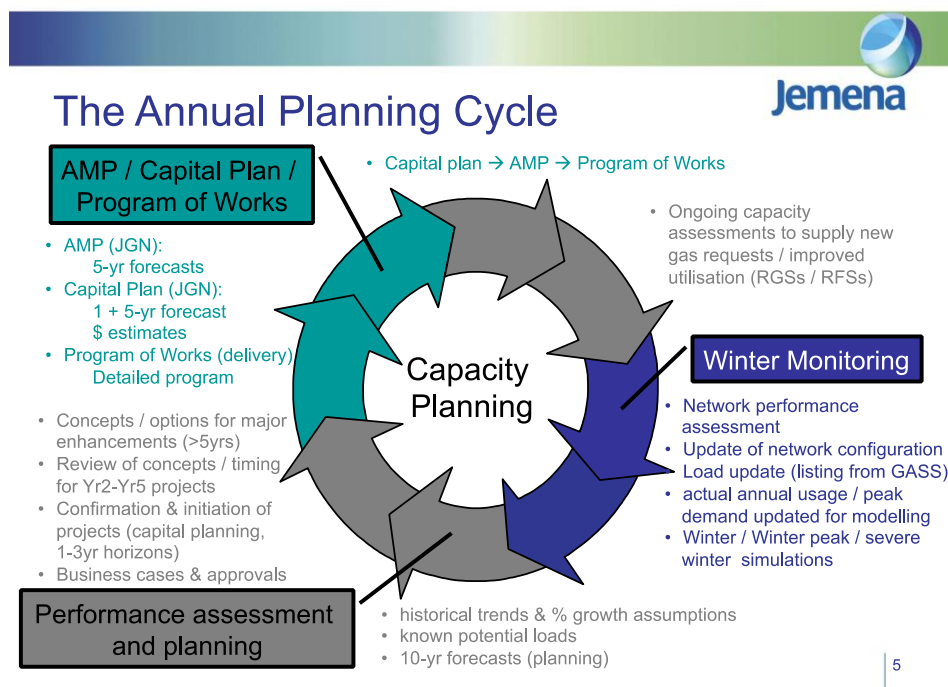 Jemena
The Annual Planning Cycle
AMP / Capital Plan /
Program of Works
• Capital plan → AMP → Program of Works
• AMP (JGN):
5-yr forecasts
• Capital Plan (JGN):
1 + 5-yr forecast
$ estimates
• Program of Works (delivery)
Detailed program
• Ongoing capacity
assessments to supply new
gas requests / improved
utilisation (RGSs / RFSs)
Capacity
Planning
Winter Monitoring
• Network performance
assessment
• Update of network configuration
• Load update (listing from GASS)
• actual annual usage / peak
demand updated for modelling
• Winter / Winter peak / severe
winter simulations
• Concepts / options for major
enhancements (>5yrs)
• Review of concepts / timing
for Yr2-Yr5 projects
• Confirmation & initiation of
projects (capital planning,
1-3yr horizons)
• Business cases & approvals
Performance assessment
and planning
• historical trends & % growth assumptions
• known potential loads
• 10-yr forecasts (planning)
5